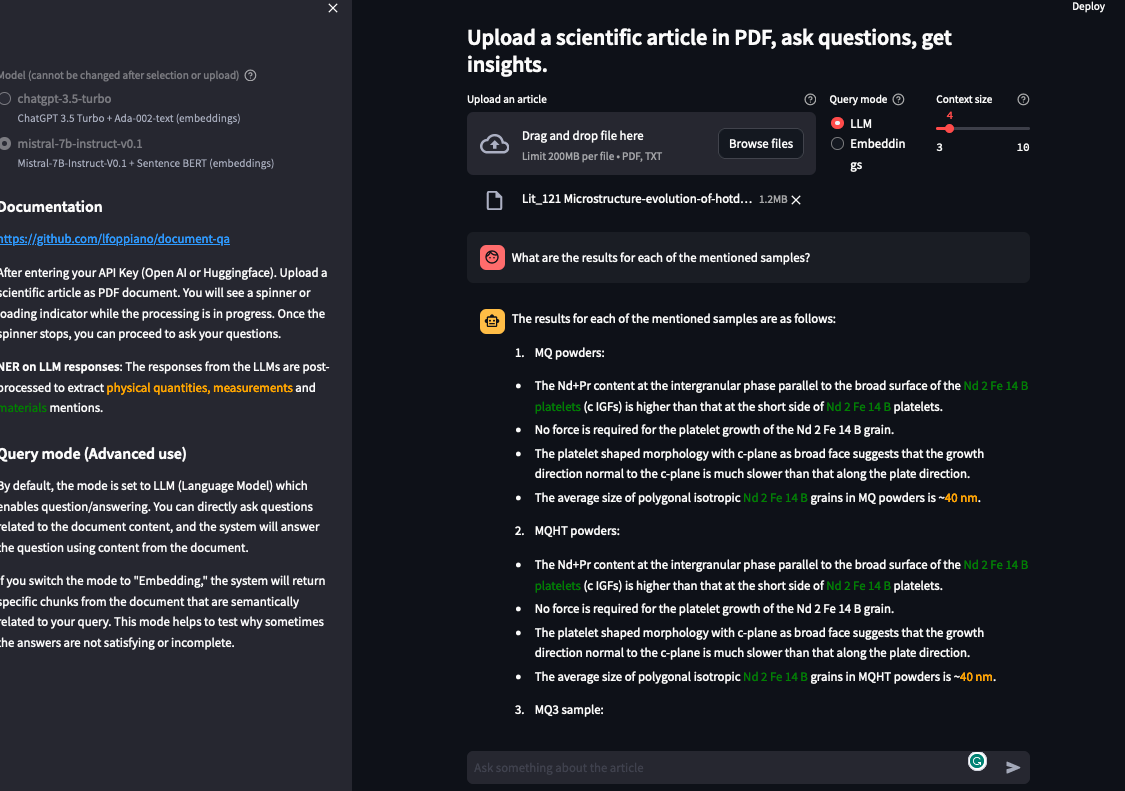 Deploy
Model (cannot be changed after selection or upload)
chatgpt-3.5-turbo
ChatGPT 3.5 Turbo + Ada-002-text (embeddings)
mistral-7b-instruct-v0.1
Mistral-7B-Instruct-V0.1 + Sentence BERT (embeddings)
Documentation
https://github.com/lfoppiano/document-qa
After entering your API Key (Open AI or Huggingface). Upload a
scientific article as PDF document. You will see a spinner or
loading indicator while the processing is in progress. Once the
spinner stops, you can proceed to ask your questions.
NER on LLM responses: The responses from the LLMs are post-
processed to extract physical quantities, measurements and
materials mentions.
Query mode (Advanced use)
By default, the mode is set to LLM (Language Model) which
enables question/answering. You can directly ask questions
related to the document content, and the system will answer
the question using content from the document.
If you switch the mode to "Embedding," the system will return
specific chunks from the document that are semantically
related to your query. This mode helps to test why sometimes
the answers are not satisfying or incomplete.
Upload a scientific article in PDF, ask questions, get
insights.
Upload an article
Drag and drop file here
Limit 200MB per file • PDF, TXT
Browse files
Query mode
LLM
Embeddin
gs
Context size
4
3 10
Lit_121 Microstructure-evolution-of-hotd... 1.2MB
What are the results for each of the mentioned samples?
The results for each of the mentioned samples are as follows:
1. MQ powders:
• The Nd+Pr content at the intergranular phase parallel to the broad surface of the Nd 2 Fe 14 B
platelets (c IGFs) is higher than that at the short side of Nd 2 Fe 14 B platelets.
• No force is required for the platelet growth of the Nd 2 Fe 14 B grain.
• The platelet shaped morphology with c-plane as broad face suggests that the growth
direction normal to the c-plane is much slower than that along the plate direction.
• The average size of polygonal isotropic Nd 2 Fe 14 B grains in MQ powders is ~40 nm.
2. MQHT powders:
• The Nd+Pr content at the intergranular phase parallel to the broad surface of the Nd 2 Fe 14 B
platelets (c IGFs) is higher than that at the short side of Nd 2 Fe 14 B platelets.
• No force is required for the platelet growth of the Nd 2 Fe 14 B grain.
• The platelet shaped morphology with c-plane as broad face suggests that the growth
direction normal to the c-plane is much slower than that along the plate direction.
• The average size of polygonal isotropic Nd 2 Fe 14 B grains in MQHT powders is ~40 nm.
3. MQ3 sample:
Ask something about the article